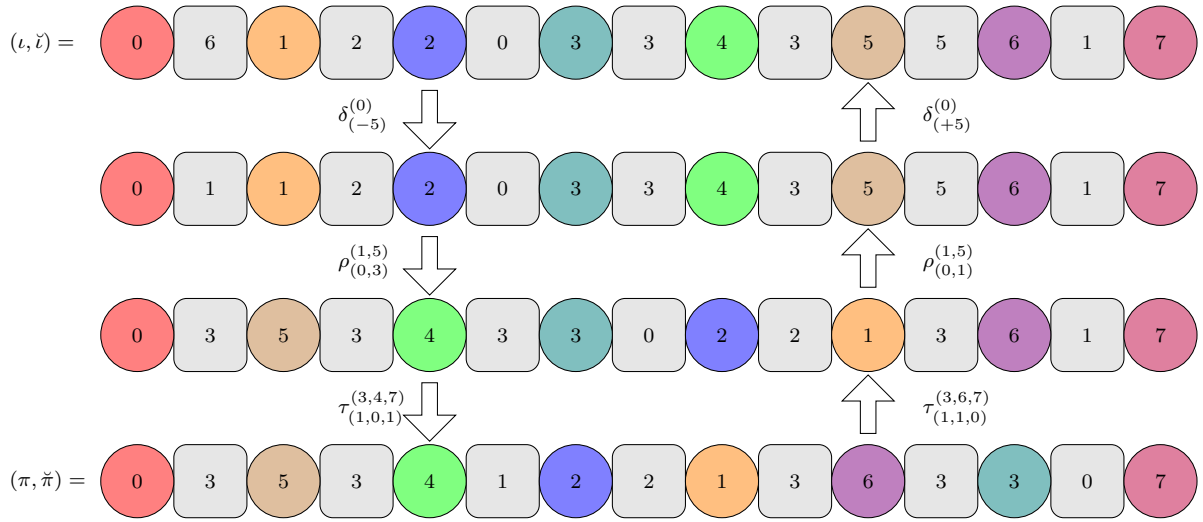 (ι, ῐ) = 0 6 1 2 2 0 3 3 4 3 5 5 6 1 7
δ^{(0)}_{(−5)} δ^{(0)}_{(+5)}
0 1 1 2 2 0 3 3 4 3 5 5 6 1 7
ρ^{(1,5)}_{(0,3)} ρ^{(1,5)}_{(0,1)}
0 3 5 3 4 3 3 0 2 2 1 3 6 1 7
τ^{(3,4,7)}_{(1,0,1)} τ^{(3,6,7)}_{(1,1,0)}
(π, π̆) = 0 3 5 3 4 1 2 2 1 3 6 3 3 0 7